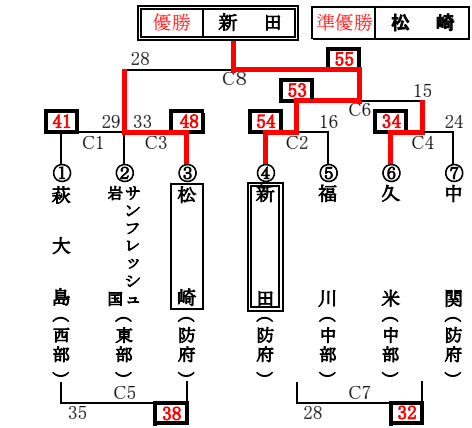 優勝 新 田 準優勝 松 崎
28 55
C8
53 15
C6
41 29 33 48 54 16 34 24
C1 C3 C2 C4
① ② ③ ④ ⑤ ⑥ ⑦
萩大島(西部)
サンフレッシュ岩国(東部)
松崎(防府)
新田(防府)
福川(中部)
久米(中部)
中関(防府)
C5 C7
35 38 28 32